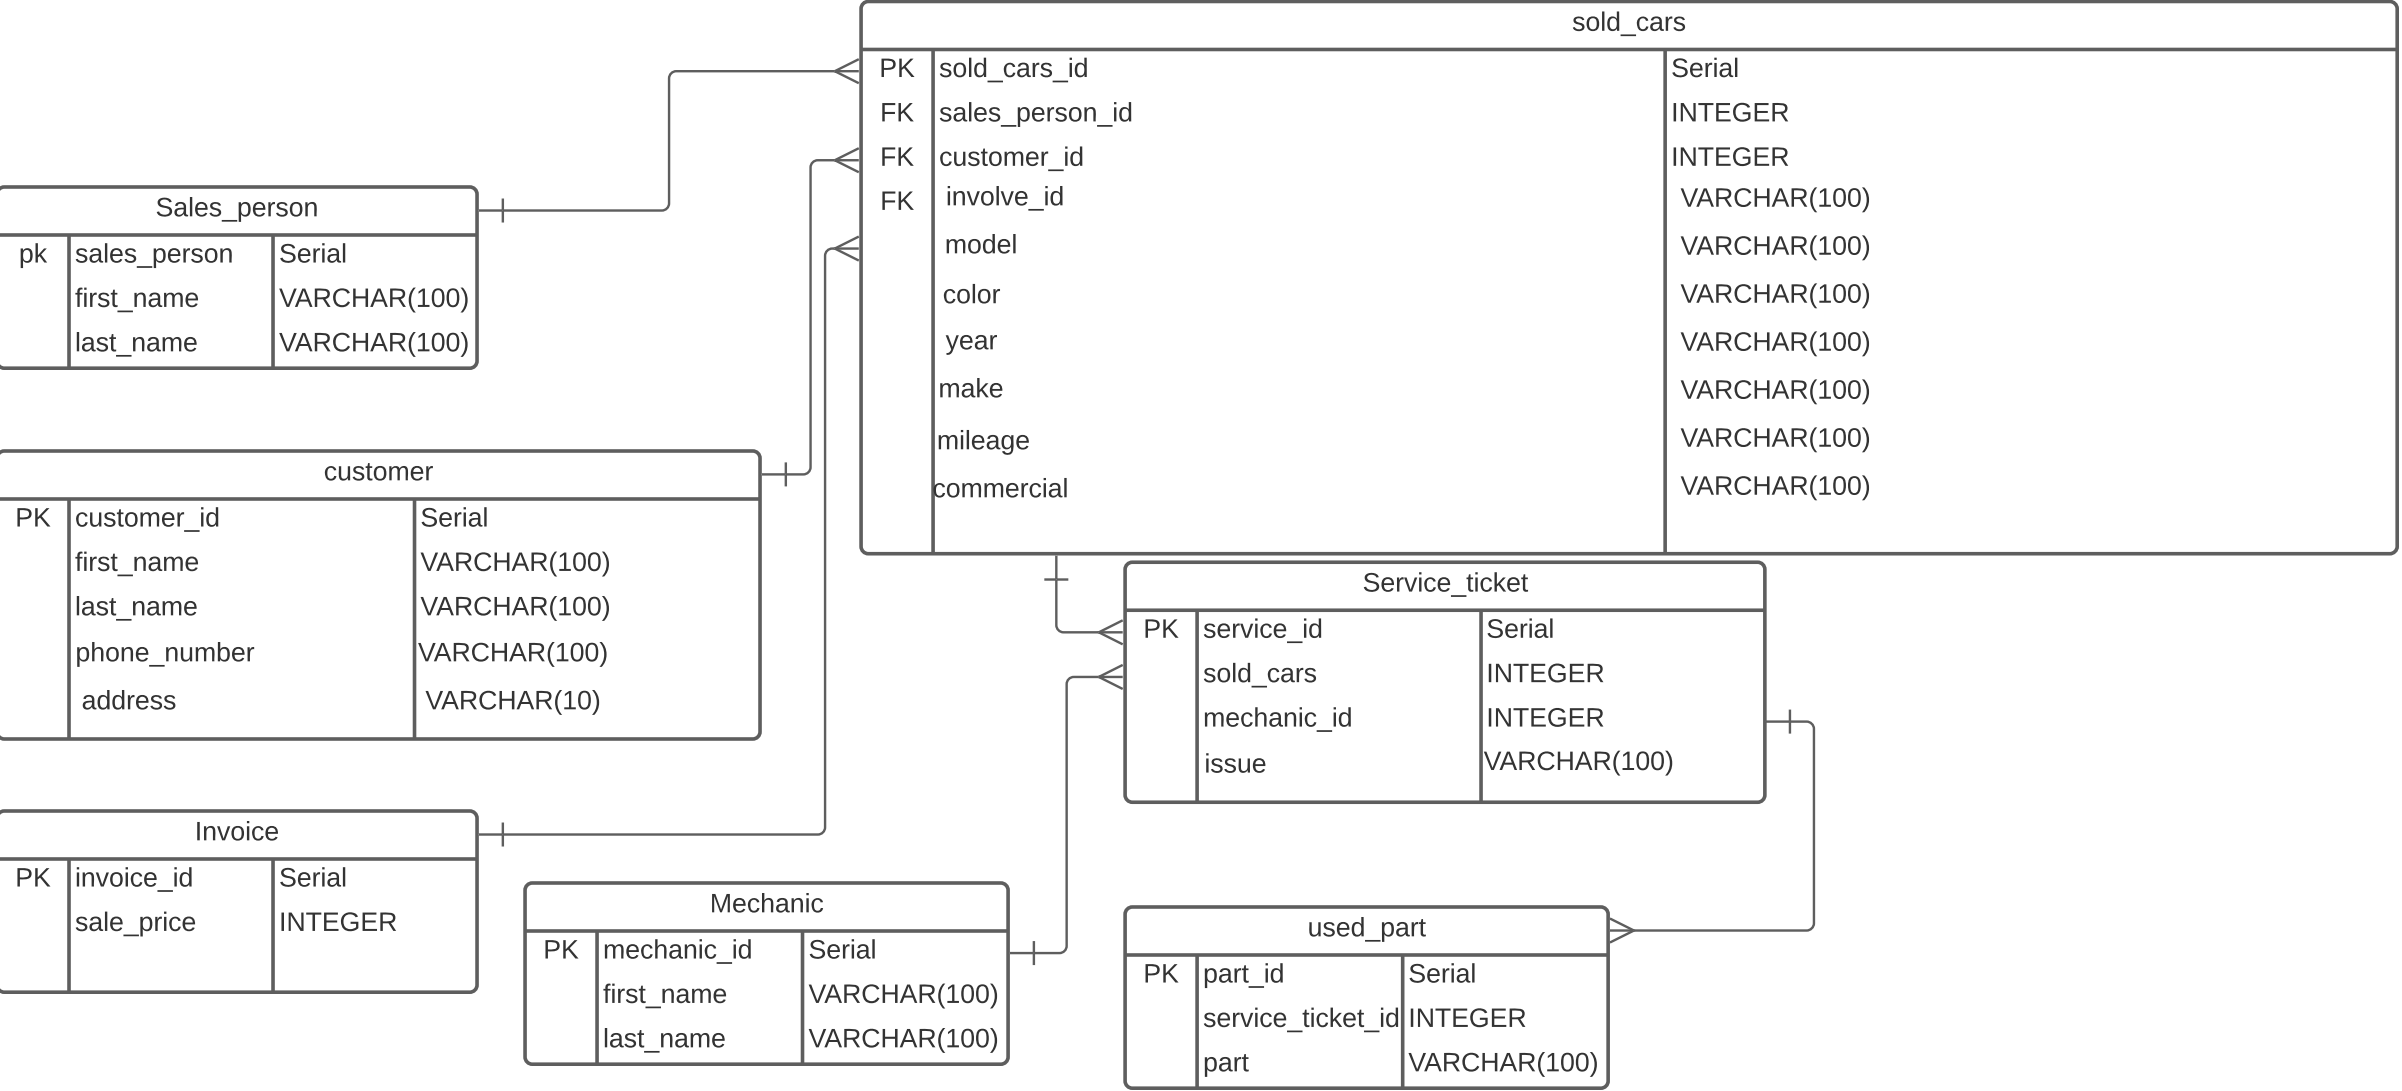 sold_cars
PK sold_cars_id Serial
FK sales_person_id INTEGER
FK customer_id INTEGER
FK involve_id VARCHAR(100)
model VARCHAR(100)
color VARCHAR(100)
year VARCHAR(100)
make VARCHAR(100)
mileage VARCHAR(100)
commercial VARCHAR(100)
Sales_person
pk sales_person Serial
first_name VARCHAR(100)
last_name VARCHAR(100)
customer
PK customer_id Serial
first_name VARCHAR(100)
last_name VARCHAR(100)
phone_number VARCHAR(100)
address VARCHAR(10)
Service_ticket
PK service_id Serial
sold_cars INTEGER
mechanic_id INTEGER
issue VARCHAR(100)
Invoice
PK invoice_id Serial
sale_price INTEGER
Mechanic
PK mechanic_id Serial
first_name VARCHAR(100)
last_name VARCHAR(100)
used_part
PK part_id Serial
service_ticket_id INTEGER
part VARCHAR(100)